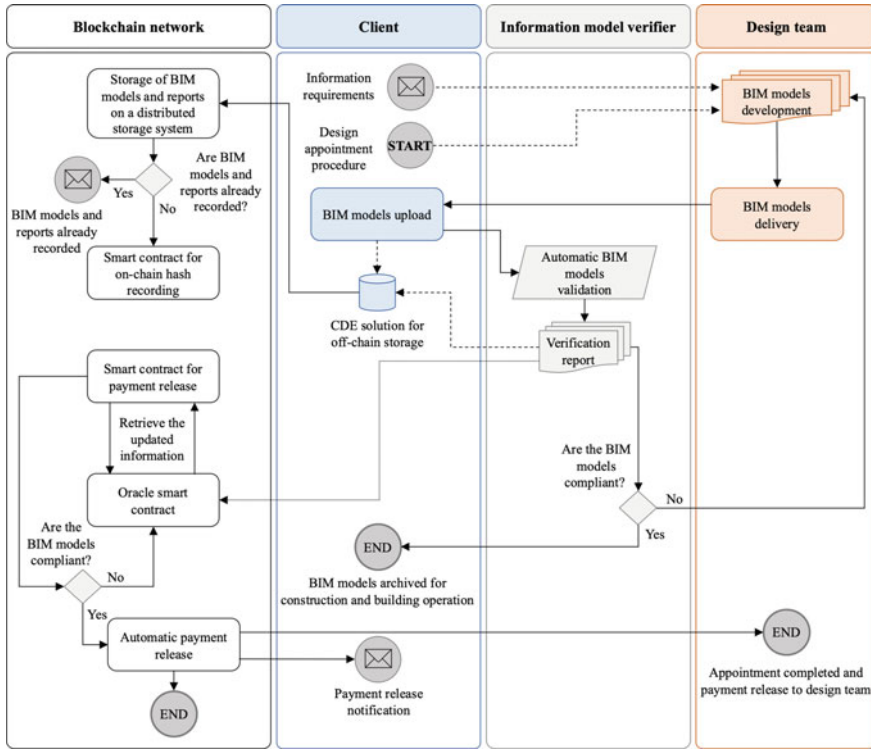 Blockchain network
Client
Information model verifier
Design team
Storage of BIM
models and reports
on a distributed
storage system
Information
requirements
BIM models
development
Design
appointment
procedure
START
Are BIM
models and
reports already
recorded?
Yes
No
BIM models and
reports already
recorded
BIM models upload
BIM models
delivery
Smart contract for
on-chain hash
recording
Automatic BIM
models
validation
CDE solution for
off-chain storage
Verification
report
Smart contract for
payment release
Retrieve the
updated
information
Oracle smart
contract
Are the BIM
models
compliant?
No
Yes
Are the
BIM models
compliant?
No
Yes
END
BIM models archived for
construction and building operation
Automatic payment
release
END
Appointment completed and
payment release to design team
Payment release
notification
END